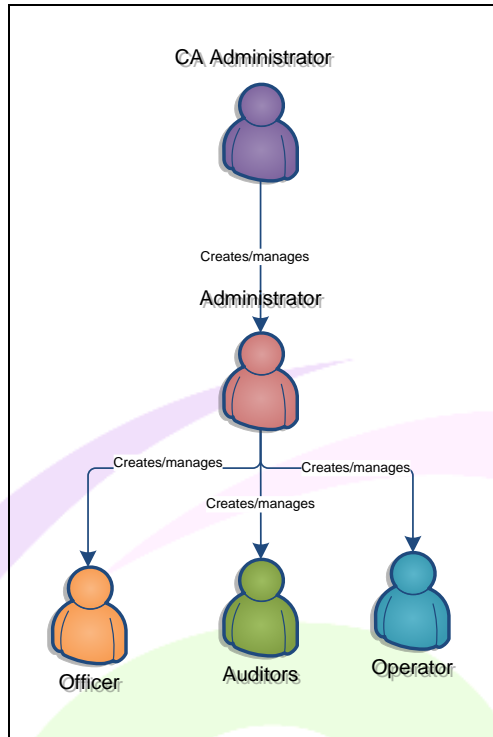 CA Administrator
Creates/manages
Administrator
Creates/manages
Creates/manages
Creates/manages
Officer
Auditors
Operator